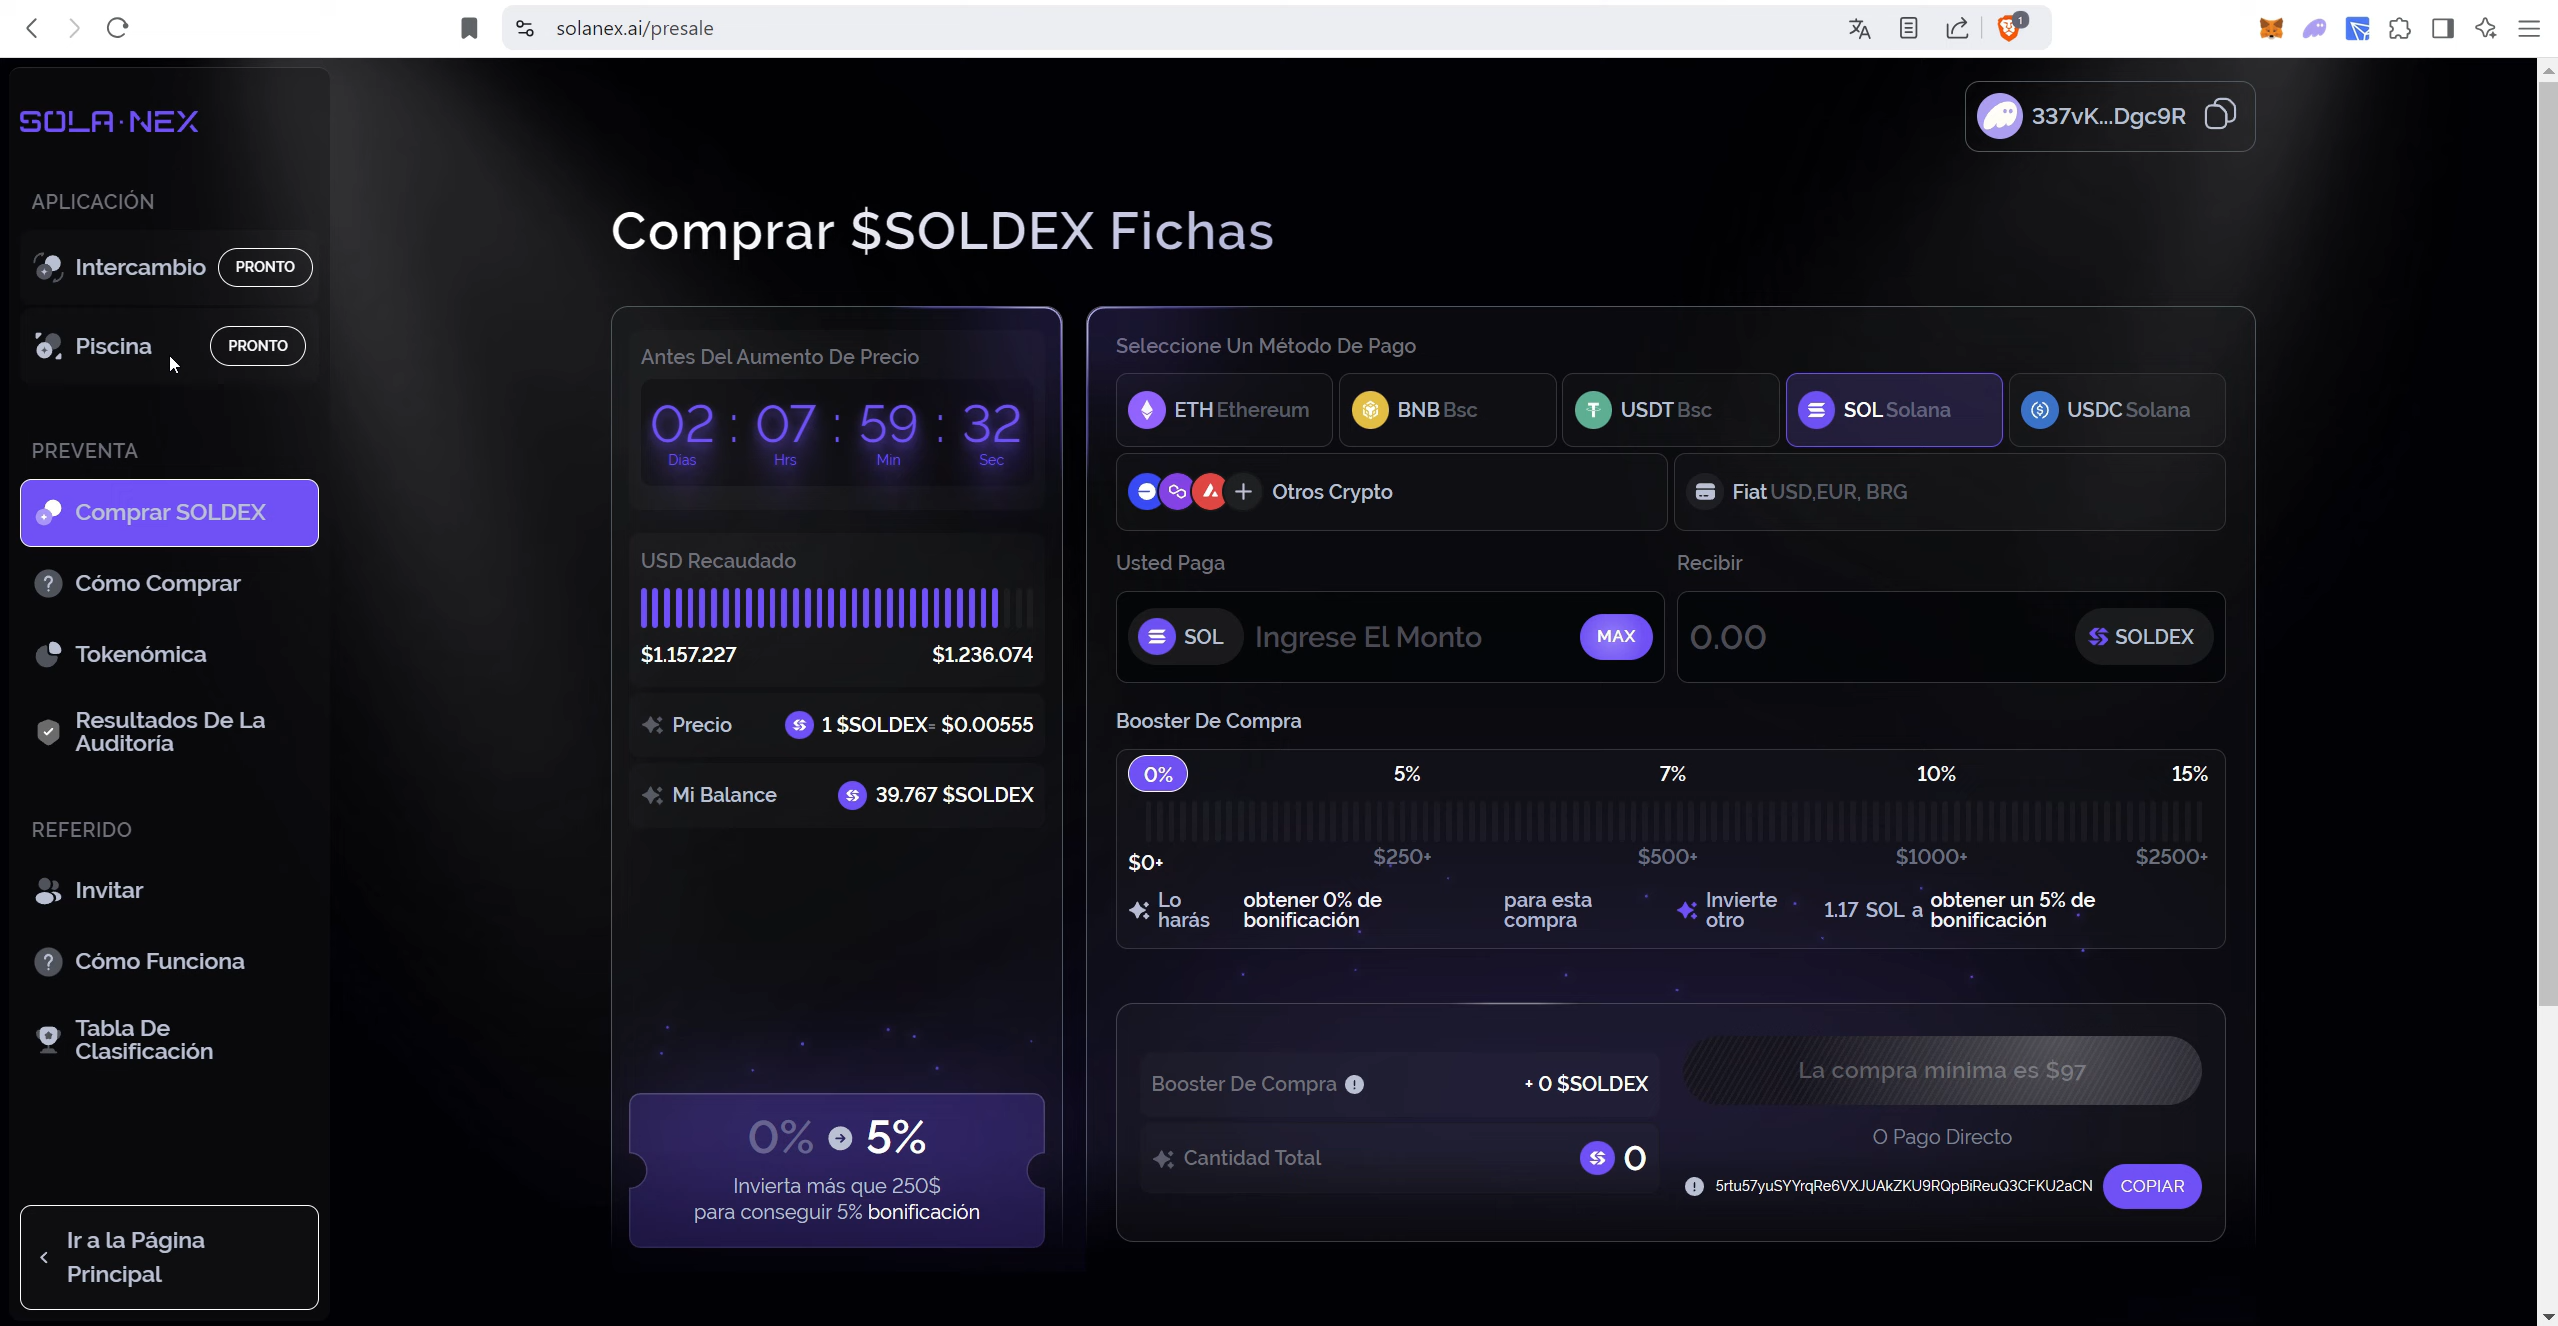 solanex.ai/presale
1
SOLA·NEX
337vK...Dgc9R
APLICACIÓN
Intercambio PRONTO
Piscina PRONTO
PREVENTA
Comprar SOLDEX
Cómo Comprar
Tokenómica
Resultados De La
Auditoría
REFERIDO
Invitar
Cómo Funciona
Tabla De
Clasificación
Ir a la Página
Principal
Comprar $SOLDEX Fichas
Antes Del Aumento De Precio
02 : 07 : 59 : 32
Días Hrs Min Sec
USD Recaudado
$1.157.227 $1.236.074
Precio 1 $SOLDEX= $0.00555
Mi Balance 39.767 $SOLDEX
0% 5%
Invierta más que 250$
para conseguir 5% bonificación
Seleccione Un Método De Pago
ETH Ethereum BNB Bsc USDT Bsc SOL Solana USDC Solana
Otros Crypto Fiat USD,EUR, BRG
Usted Paga Recibir
SOL Ingrese El Monto MAX 0.00 SOLDEX
Booster De Compra
0% 5% 7% 10% 15%
$0+ $250+ $500+ $1000+ $2500+
Lo harás obtener 0% de bonificación para esta compra Invierte otro 1.17 SOL a obtener un 5% de bonificación
Booster De Compra + 0 $SOLDEX
Cantidad Total 0
La compra mínima es $97
O Pago Directo
5rtu57yuSYYrqRe6VXJUAkZKU9RQpBiReuQ3CFKU2aCN COPIAR